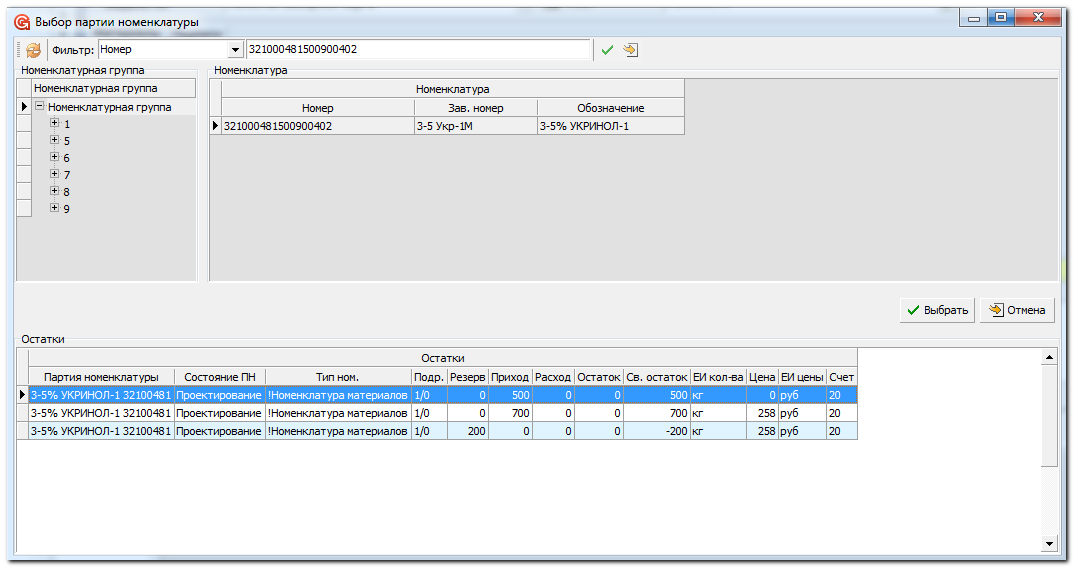 Выбор партии номенклатуры
Фильтр: Номер 321000481500900402
Номенклатурная группа
Номенклатурная группа
Номенклатурная группа
1
5
6
7
8
9
Номенклатура
Номенклатура
Номер Зав. номер Обозначение
321000481500900402 3-5 Укр-1М 3-5% УКРИНОЛ-1
Выбрать Отмена
Остатки
Остатки
Партия номенклатуры Состояние ПН Тип ном. Подр. Резерв Приход Расход Остаток Св. остаток ЕИ кол-ва Цена ЕИ цены Счет
3-5% УКРИНОЛ-1 32100481 Проектирование !Номенклатура материалов 1/0 0 500 0 0 500 кг 0 руб 20
3-5% УКРИНОЛ-1 32100481 Проектирование !Номенклатура материалов 1/0 0 700 0 0 700 кг 258 руб 20
3-5% УКРИНОЛ-1 32100481 Проектирование !Номенклатура материалов 1/0 200 0 0 0 -200 кг 258 руб 20